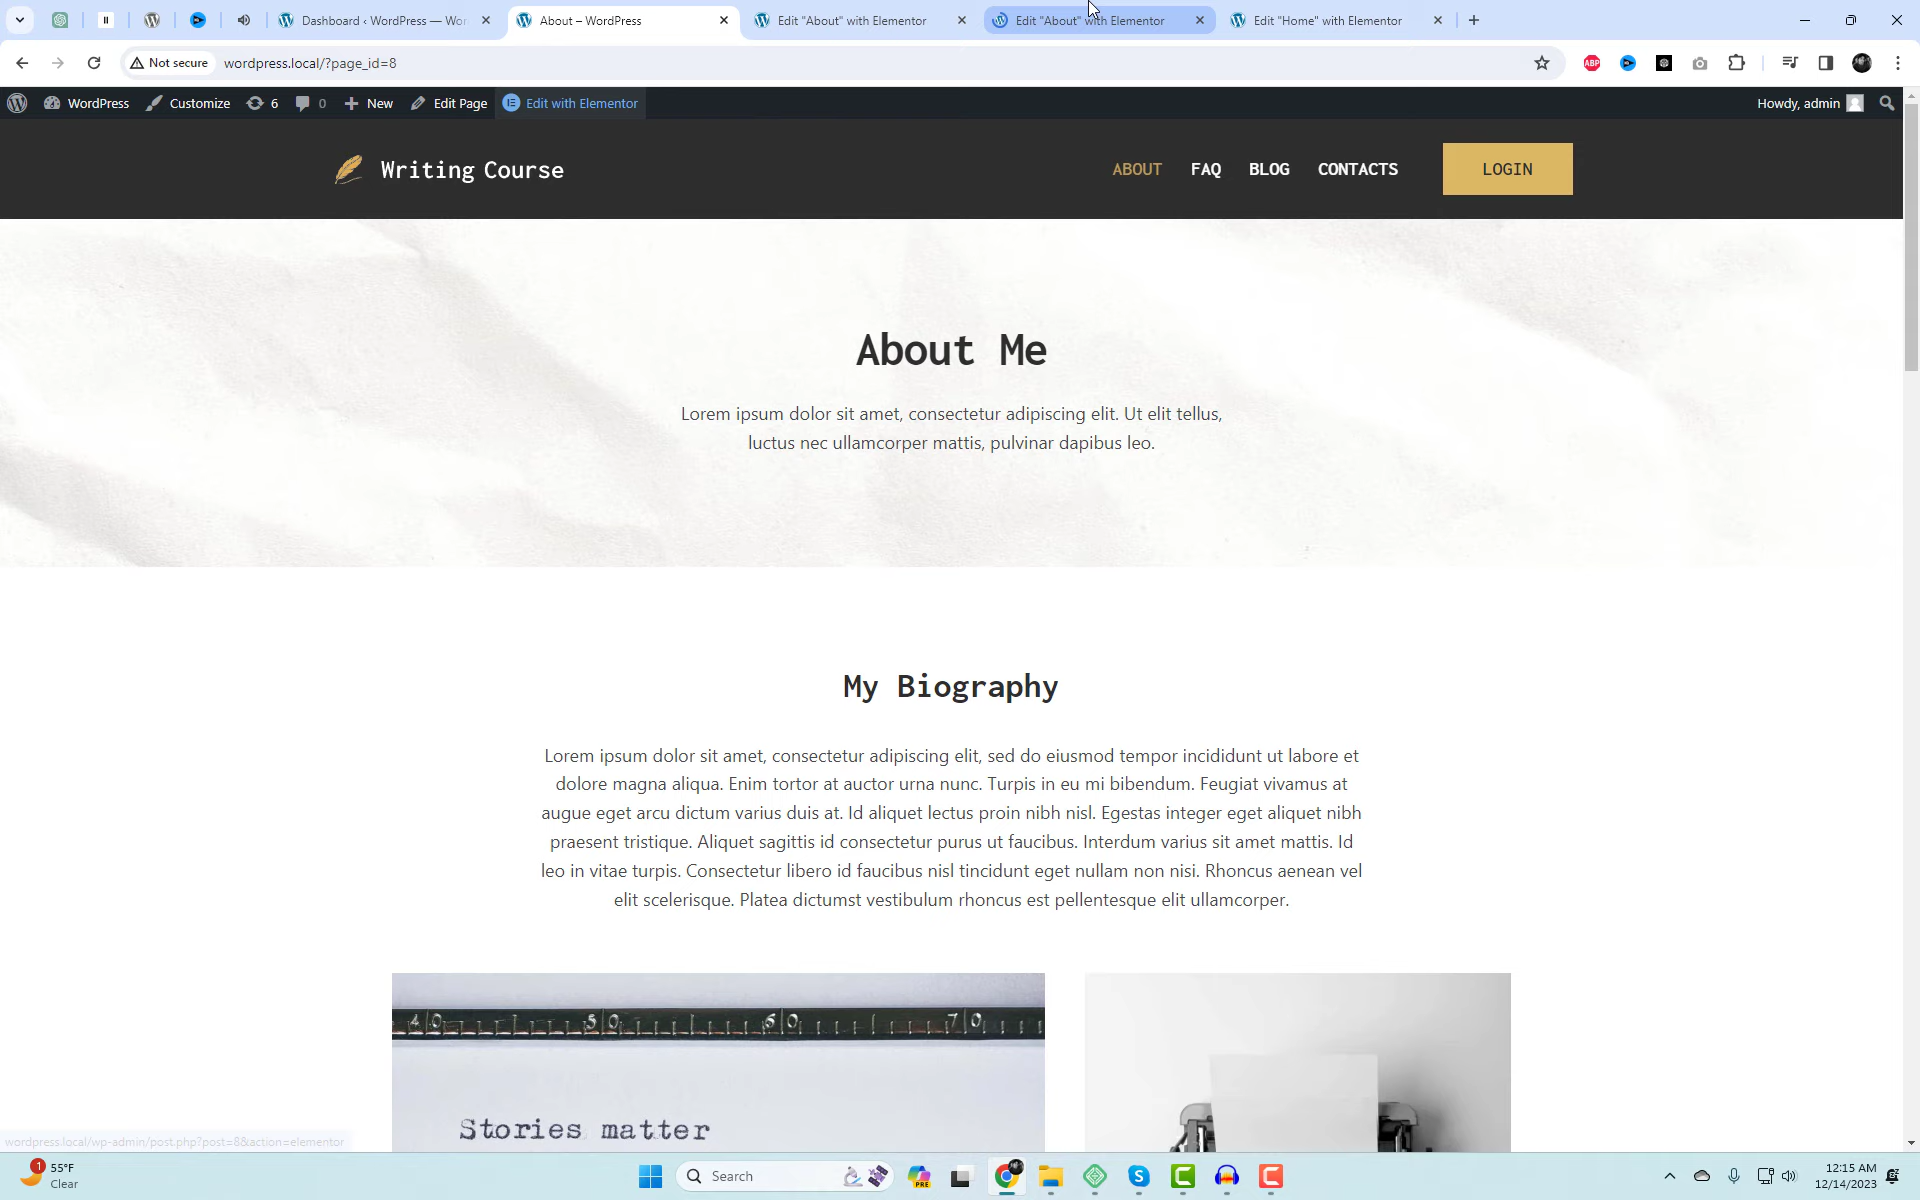 Dashboard ‹ WordPress — Wor
About – WordPress
Edit "About" with Elementor
Edit "About" with Elementor
Edit "Home" with Elementor
Not secure
wordpress.local/?page_id=8
ABP
WordPress
Customize
6
0
New
Edit Page
Edit with Elementor
Howdy, admin
Writing Course
ABOUT
FAQ
BLOG
CONTACTS
LOGIN
About Me
Lorem ipsum dolor sit amet, consectetur adipiscing elit. Ut elit tellus,
luctus nec ullamcorper mattis, pulvinar dapibus leo.
My Biography
Lorem ipsum dolor sit amet, consectetur adipiscing elit, sed do eiusmod tempor incididunt ut labore et
dolore magna aliqua. Enim tortor at auctor urna nunc. Turpis in eu mi bibendum. Feugiat vivamus at
augue eget arcu dictum varius duis at. Id aliquet lectus proin nibh nisl. Egestas integer eget aliquet nibh
praesent tristique. Aliquet sagittis id consectetur purus ut faucibus. Interdum varius sit amet mattis. Id
leo in vitae turpis. Consectetur libero id faucibus nisl tincidunt eget nullam non nisi. Rhoncus aenean vel
elit scelerisque. Platea dictumst vestibulum rhoncus est pellentesque elit ullamcorper.
40 50 60 70
Stories matter
wordpress.local/wp-admin/post.php?post=8&action=elementor
1
55°F
Clear
Search
PRE
12:15 AM
12/14/2023